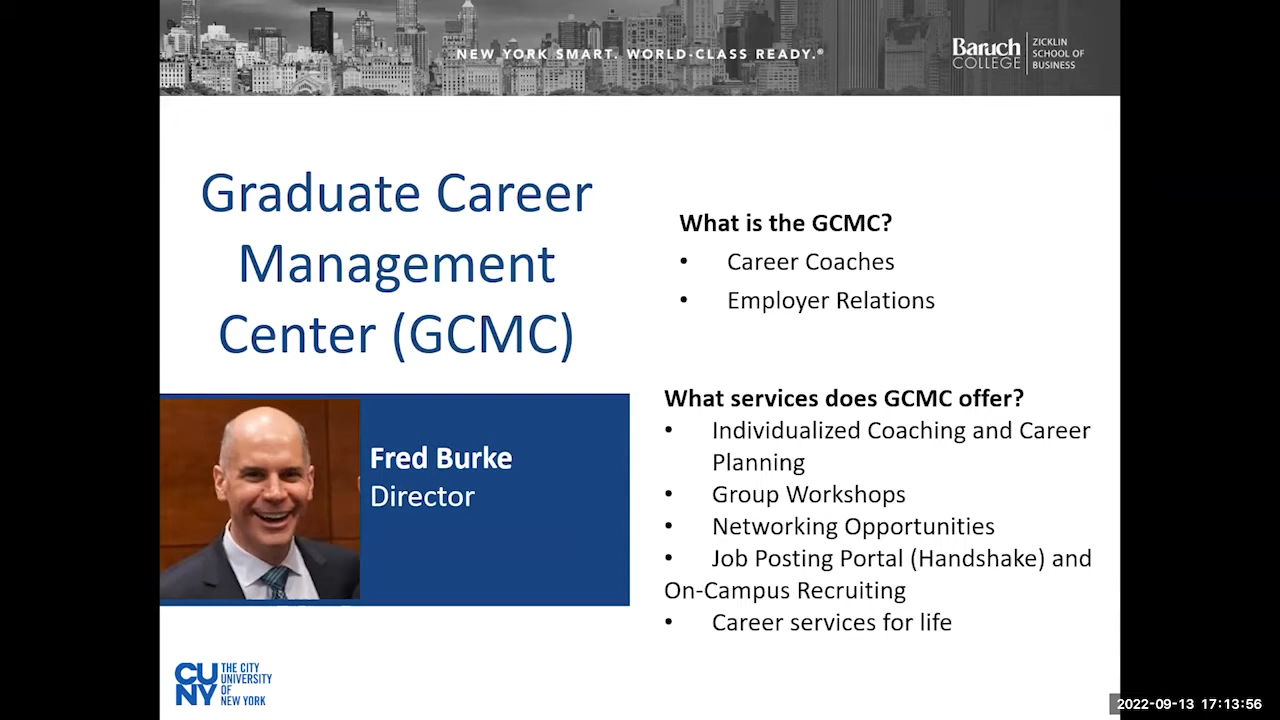 NEW YORK SMART. WORLD-CLASS READY.®
Baruch
COLLEGE
ZICKLIN
SCHOOL OF
BUSINESS
Graduate Career
Management
Center (GCMC)
Fred Burke
Director
What is the GCMC?
• Career Coaches
• Employer Relations
What services does GCMC offer?
• Individualized Coaching and Career
Planning
• Group Workshops
• Networking Opportunities
• Job Posting Portal (Handshake) and
On-Campus Recruiting
• Career services for life
CU
NY
THE CITY
UNIVERSITY
OF
NEW YORK
2022-09-13 17:13:56